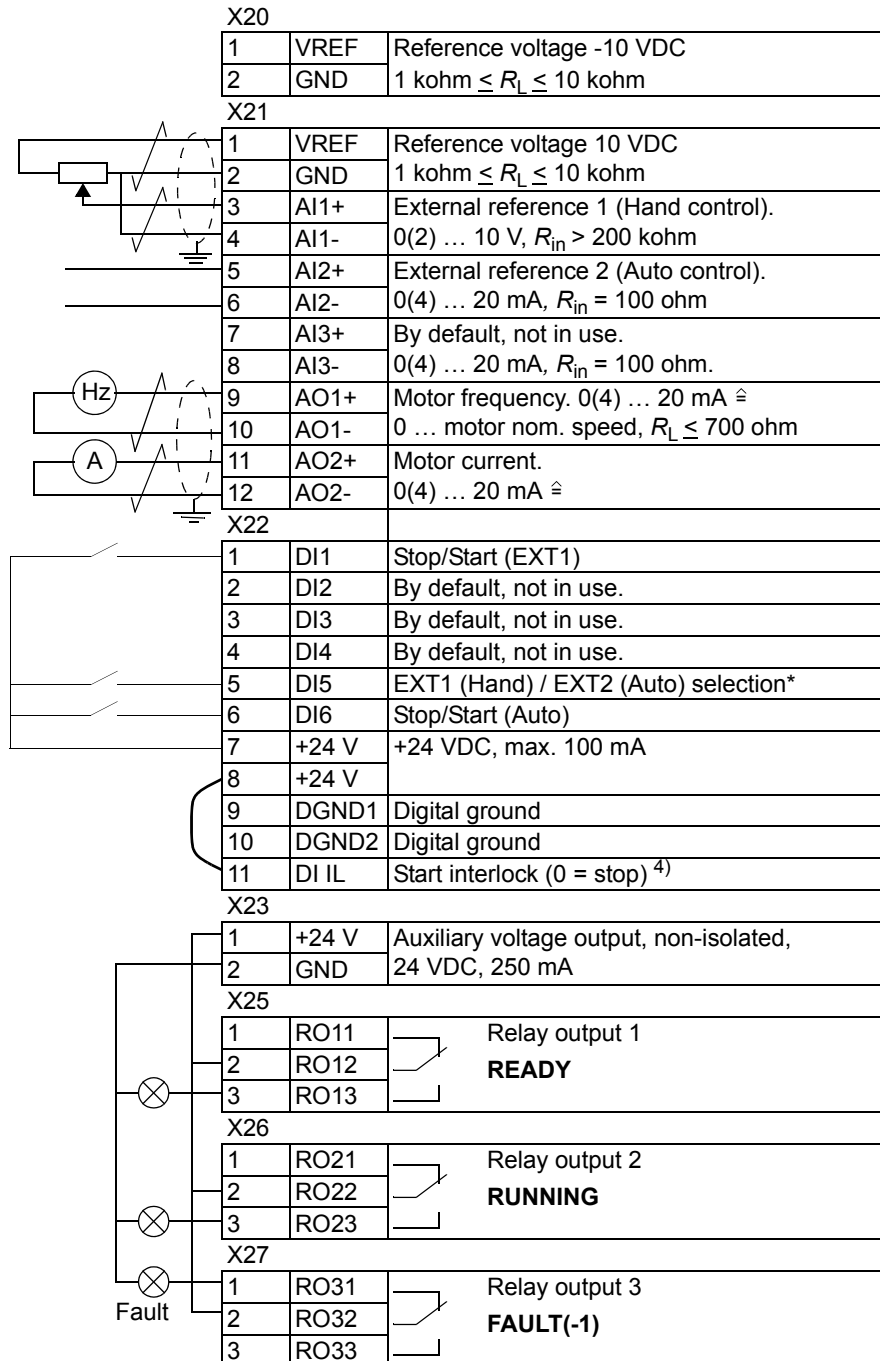 X20
1 VREF Reference voltage -10 VDC
2 GND 1 kohm ≤ RL ≤ 10 kohm
X21
1 VREF Reference voltage 10 VDC
2 GND 1 kohm ≤ RL ≤ 10 kohm
3 AI1+ External reference 1 (Hand control).
4 AI1- 0(2) … 10 V, Rin > 200 kohm
5 AI2+ External reference 2 (Auto control).
6 AI2- 0(4) … 20 mA, Rin = 100 ohm
7 AI3+ By default, not in use.
8 AI3- 0(4) … 20 mA, Rin = 100 ohm.
Hz 9 AO1+ Motor frequency. 0(4) … 20 mA ≙
10 AO1- 0 … motor nom. speed, RL ≤ 700 ohm
A 11 AO2+ Motor current.
12 AO2- 0(4) … 20 mA ≙
X22
1 DI1 Stop/Start (EXT1)
2 DI2 By default, not in use.
3 DI3 By default, not in use.
4 DI4 By default, not in use.
5 DI5 EXT1 (Hand) / EXT2 (Auto) selection*
6 DI6 Stop/Start (Auto)
7 +24 V +24 VDC, max. 100 mA
8 +24 V
9 DGND1 Digital ground
10 DGND2 Digital ground
11 DI IL Start interlock (0 = stop) 4)
X23
1 +24 V Auxiliary voltage output, non-isolated,
2 GND 24 VDC, 250 mA
X25
1 RO11 Relay output 1
2 RO12 READY
3 RO13
X26
1 RO21 Relay output 2
2 RO22 RUNNING
3 RO23
X27
1 RO31 Relay output 3
Fault 2 RO32 FAULT(-1)
3 RO33